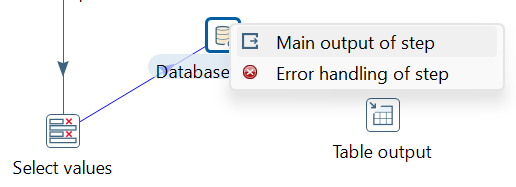 Main output of step
Database
Error handling of step
Table output
Select values